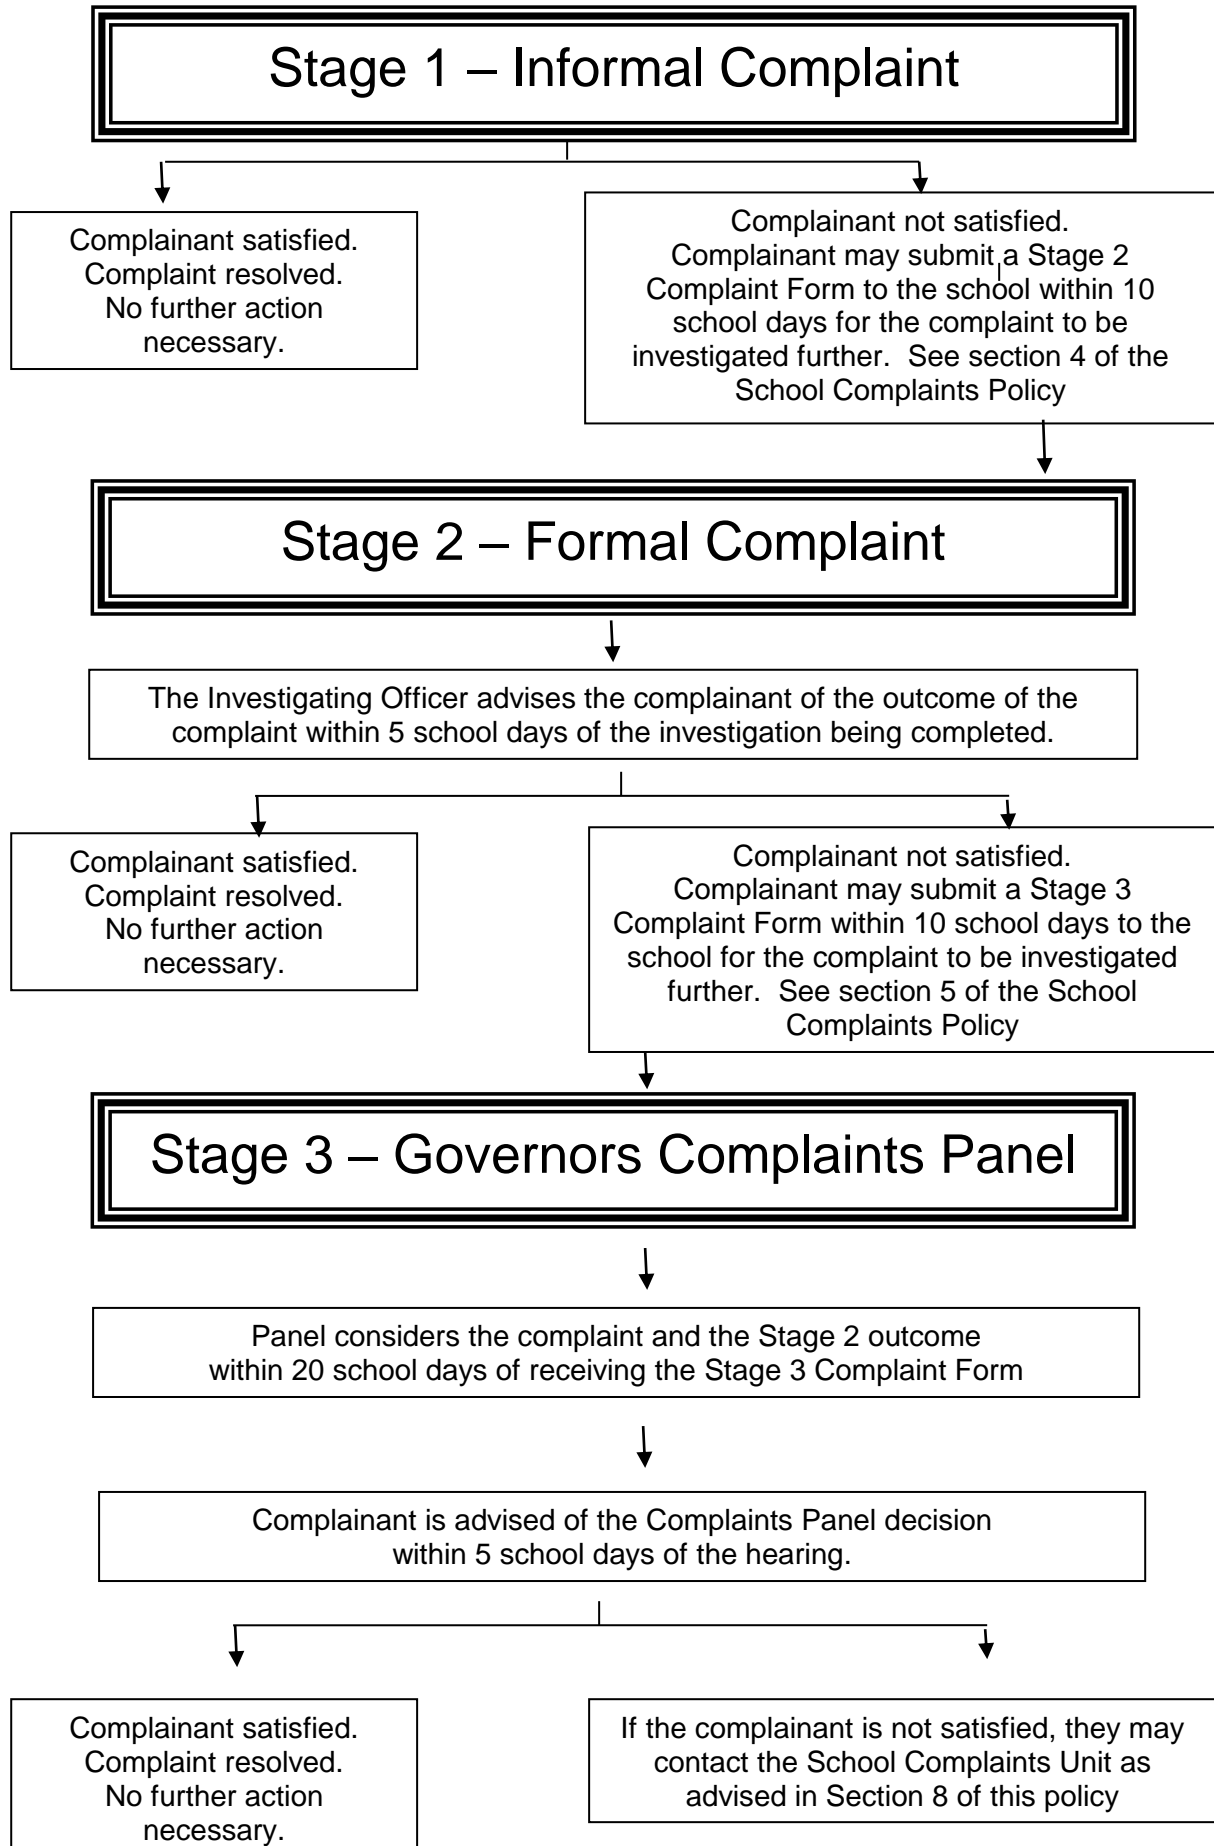 Stage 1 – Informal Complaint
Complainant satisfied.
Complaint resolved.
No further action
necessary.
Complainant not satisfied.
Complainant may submit a Stage 2
Complaint Form to the school within 10
school days for the complaint to be
investigated further.  See section 4 of the
School Complaints Policy
Stage 2 – Formal Complaint
The Investigating Officer advises the complainant of the outcome of the
complaint within 5 school days of the investigation being completed.
Complainant satisfied.
Complaint resolved.
No further action
necessary.
Complainant not satisfied.
Complainant may submit a Stage 3
Complaint Form within 10 school days to the
school for the complaint to be investigated
further.  See section 5 of the School
Complaints Policy
Stage 3 – Governors Complaints Panel
Panel considers the complaint and the Stage 2 outcome
within 20 school days of receiving the Stage 3 Complaint Form
Complainant is advised of the Complaints Panel decision
within 5 school days of the hearing.
Complainant satisfied.
Complaint resolved.
No further action
necessary.
If the complainant is not satisfied, they may
contact the School Complaints Unit as
advised in Section 8 of this policy